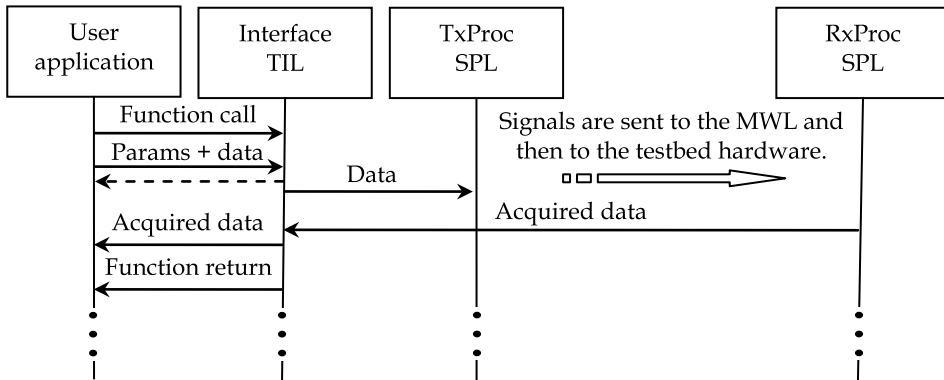 User
application
Interface
TIL
TxProc
SPL
RxProc
SPL
Function call
Params + data
Data
Signals are sent to the MWL and
then to the testbed hardware.
Acquired data
Acquired data
Function return